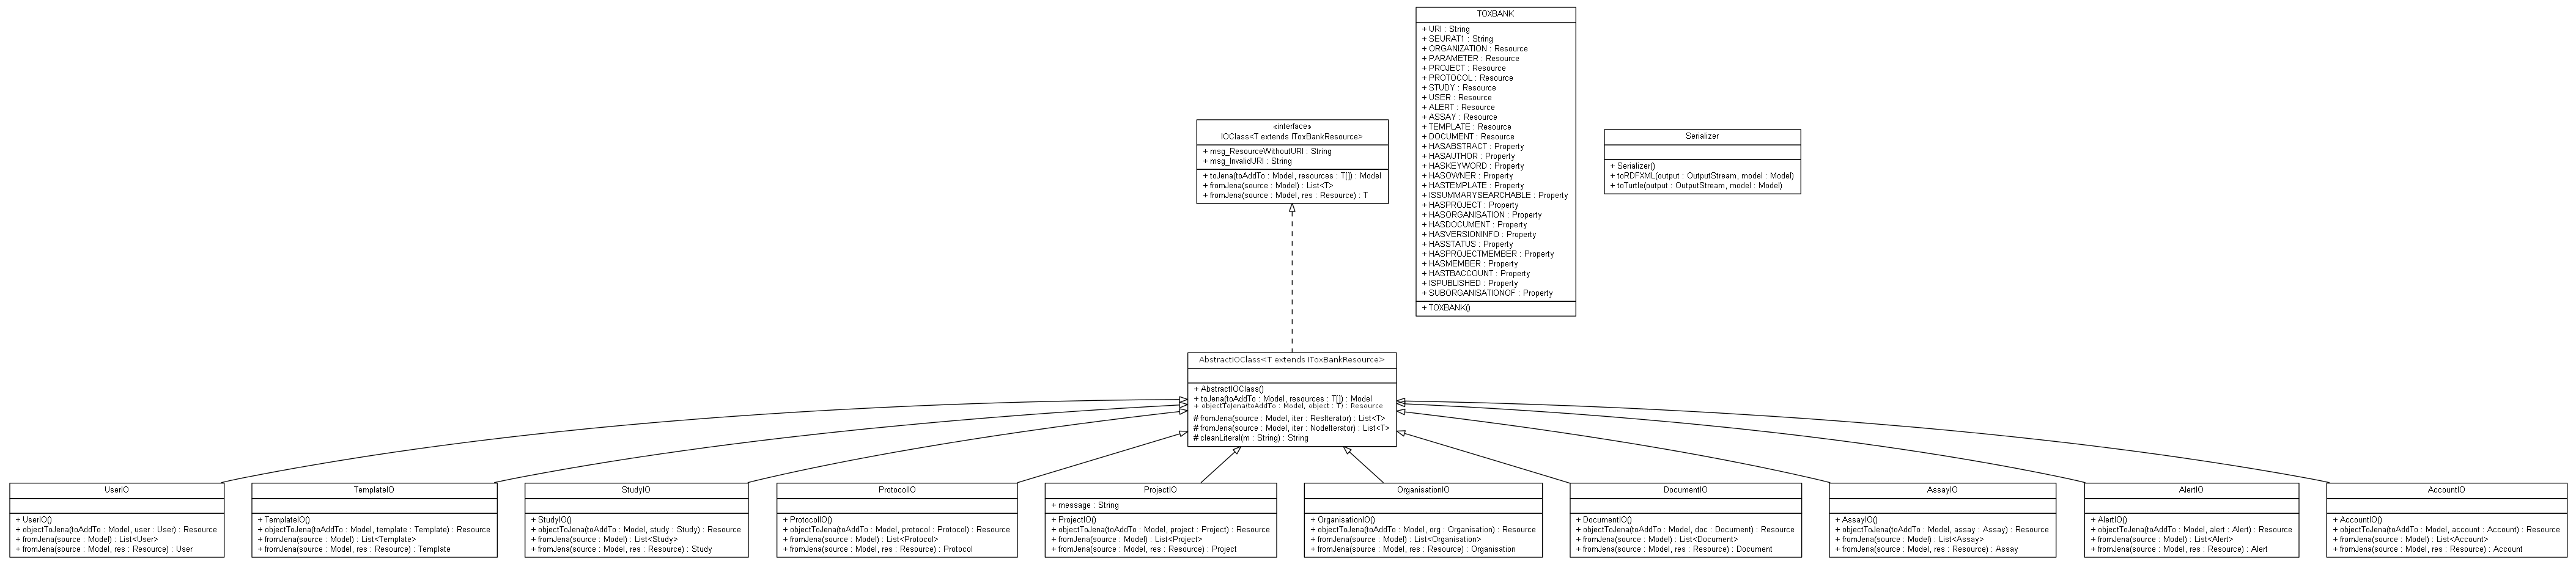 TOXBANK
+ URI : String
+ SEURAT1 : String
+ ORGANIZATION : Resource
+ PARAMETER : Resource
+ PROJECT : Resource
+ PROTOCOL : Resource
+ STUDY : Resource
+ USER : Resource
+ ALERT : Resource
+ ASSAY : Resource
+ TEMPLATE : Resource
+ DOCUMENT : Resource
+ HASABSTRACT : Property
+ HASAUTHOR : Property
+ HASKEYWORD : Property
+ HASOWNER : Property
+ HASTEMPLATE : Property
+ ISSUMMARYSEARCHABLE : Property
+ HASPROJECT : Property
+ HASORGANISATION : Property
+ HASDOCUMENT : Property
+ HASVERSIONINFO : Property
+ HASSTATUS : Property
+ HASPROJECTMEMBER : Property
+ HASMEMBER : Property
+ HASTBACCOUNT : Property
+ ISPUBLISHED : Property
+ SUBORGANISATIONOF : Property
+ TOXBANK()
«interface»
IOClass<T extends IToxBankResource>
+ msg_ResourceWithoutURI : String
+ msg_InvalidURI : String
+ toJena(toAddTo : Model, resources : T[]) : Model
+ fromJena(source : Model) : List<T>
+ fromJena(source : Model, res : Resource) : T
Serializer
+ Serializer()
+ toRDFXML(output : OutputStream, model : Model)
+ toTurtle(output : OutputStream, model : Model)
AbstractIOClass<T extends IToxBankResource>
+ AbstractIOClass()
+ toJena(toAddTo : Model, resources : T[]) : Model
+ objectToJena(toAddTo : Model, object : T) : Resource
# fromJena(source : Model, iter : ResIterator) : List<T>
# fromJena(source : Model, iter : NodeIterator) : List<T>
# cleanLiteral(m : String) : String
UserIO
+ UserIO()
+ objectToJena(toAddTo : Model, user : User) : Resource
+ fromJena(source : Model) : List<User>
+ fromJena(source : Model, res : Resource) : User
TemplateIO
+ TemplateIO()
+ objectToJena(toAddTo : Model, template : Template) : Resource
+ fromJena(source : Model) : List<Template>
+ fromJena(source : Model, res : Resource) : Template
StudyIO
+ StudyIO()
+ objectToJena(toAddTo : Model, study : Study) : Resource
+ fromJena(source : Model) : List<Study>
+ fromJena(source : Model, res : Resource) : Study
ProtocolIO
+ ProtocolIO()
+ objectToJena(toAddTo : Model, protocol : Protocol) : Resource
+ fromJena(source : Model) : List<Protocol>
+ fromJena(source : Model, res : Resource) : Protocol
ProjectIO
+ message : String
+ ProjectIO()
+ objectToJena(toAddTo : Model, project : Project) : Resource
+ fromJena(source : Model) : List<Project>
+ fromJena(source : Model, res : Resource) : Project
OrganisationIO
+ OrganisationIO()
+ objectToJena(toAddTo : Model, org : Organisation) : Resource
+ fromJena(source : Model) : List<Organisation>
+ fromJena(source : Model, res : Resource) : Organisation
DocumentIO
+ DocumentIO()
+ objectToJena(toAddTo : Model, doc : Document) : Resource
+ fromJena(source : Model) : List<Document>
+ fromJena(source : Model, res : Resource) : Document
AssayIO
+ AssayIO()
+ objectToJena(toAddTo : Model, assay : Assay) : Resource
+ fromJena(source : Model) : List<Assay>
+ fromJena(source : Model, res : Resource) : Assay
AlertIO
+ AlertIO()
+ objectToJena(toAddTo : Model, alert : Alert) : Resource
+ fromJena(source : Model) : List<Alert>
+ fromJena(source : Model, res : Resource) : Alert
AccountIO
+ AccountIO()
+ objectToJena(toAddTo : Model, account : Account) : Resource
+ fromJena(source : Model) : List<Account>
+ fromJena(source : Model, res : Resource) : Account